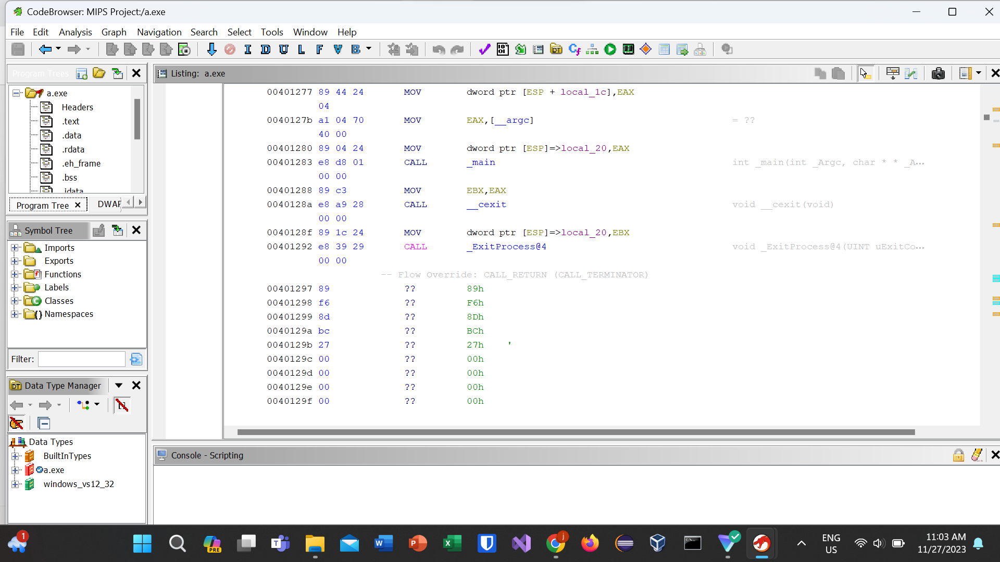 CodeBrowser: MIPS Project:/a.exe
File Edit Analysis Graph Navigation Search Select Tools Window Help
I D U L F V B
Program Trees
a.exe
Headers
.text
.data
.rdata
.eh_frame
.bss
.idata
Program Tree
Symbol Tree
Imports
Exports
Functions
Labels
Classes
Namespaces
Filter:
Data Type Manager
Data Types
BuiltInTypes
a.exe
windows_vs12_32
Listing: a.exe
00401277 89 44 24 MOV dword ptr [ESP + local_1c],EAX
04
0040127b a1 04 70 MOV EAX,[__argc] = ??
40 00
00401280 89 04 24 MOV dword ptr [ESP]=>local_20,EAX
00401283 e8 d8 01 CALL _main int _main(int _Argc, char * * _A...
00 00
00401288 89 c3 MOV EBX,EAX
0040128a e8 a9 28 CALL __cexit void __cexit(void)
00 00
0040128f 89 1c 24 MOV dword ptr [ESP]=>local_20,EBX
00401292 e8 39 29 CALL _ExitProcess@4 void _ExitProcess@4(UINT uExitCo...
00 00
-- Flow Override: CALL_RETURN (CALL_TERMINATOR)
00401297 89 ?? 89h
00401298 f6 ?? F6h
00401299 8d ?? 8Dh
0040129a bc ?? BCh
0040129b 27 ?? 27h '
0040129c 00 ?? 00h
0040129d 00 ?? 00h
0040129e 00 ?? 00h
0040129f 00 ?? 00h
Console - Scripting
1
PRE
ENG
US
11:03 AM
11/27/2023